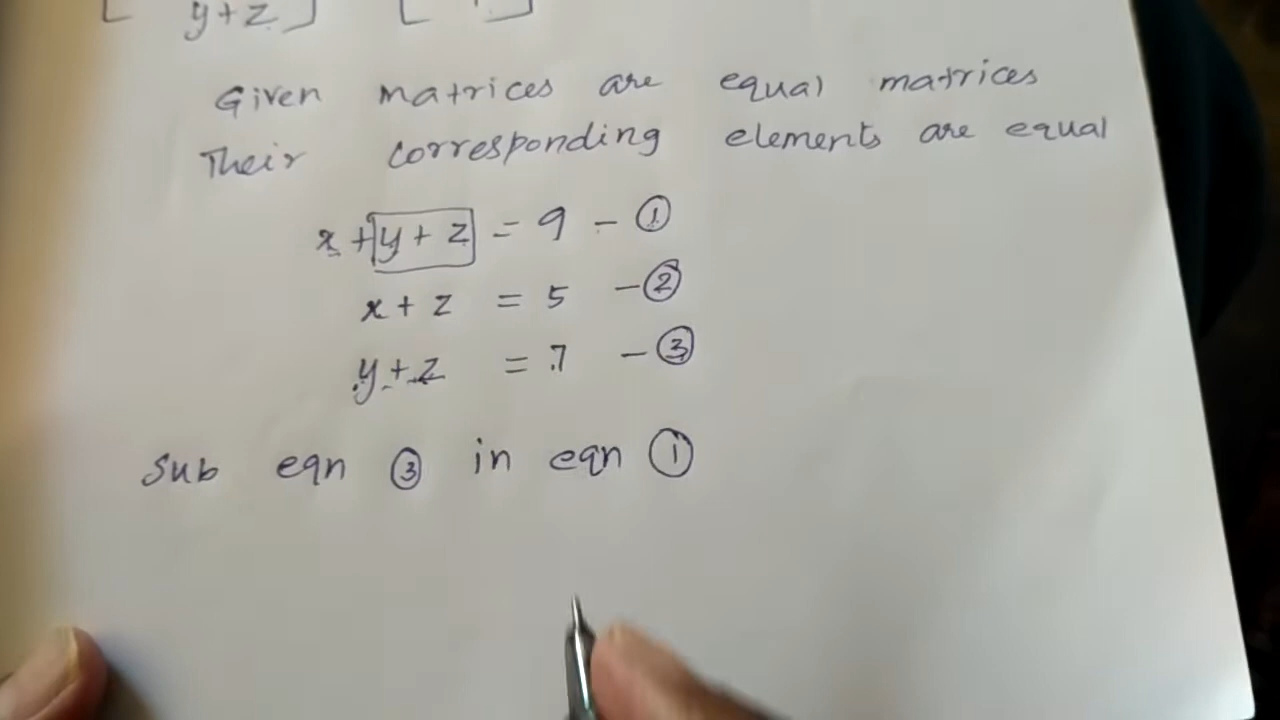 y+z
Given matrices are equal matrices
Their corresponding elements are equal
x+y+z = 9 - ①
x+z = 5 - ②
y+z = 7 - ③
Sub eqn ③ in eqn ①